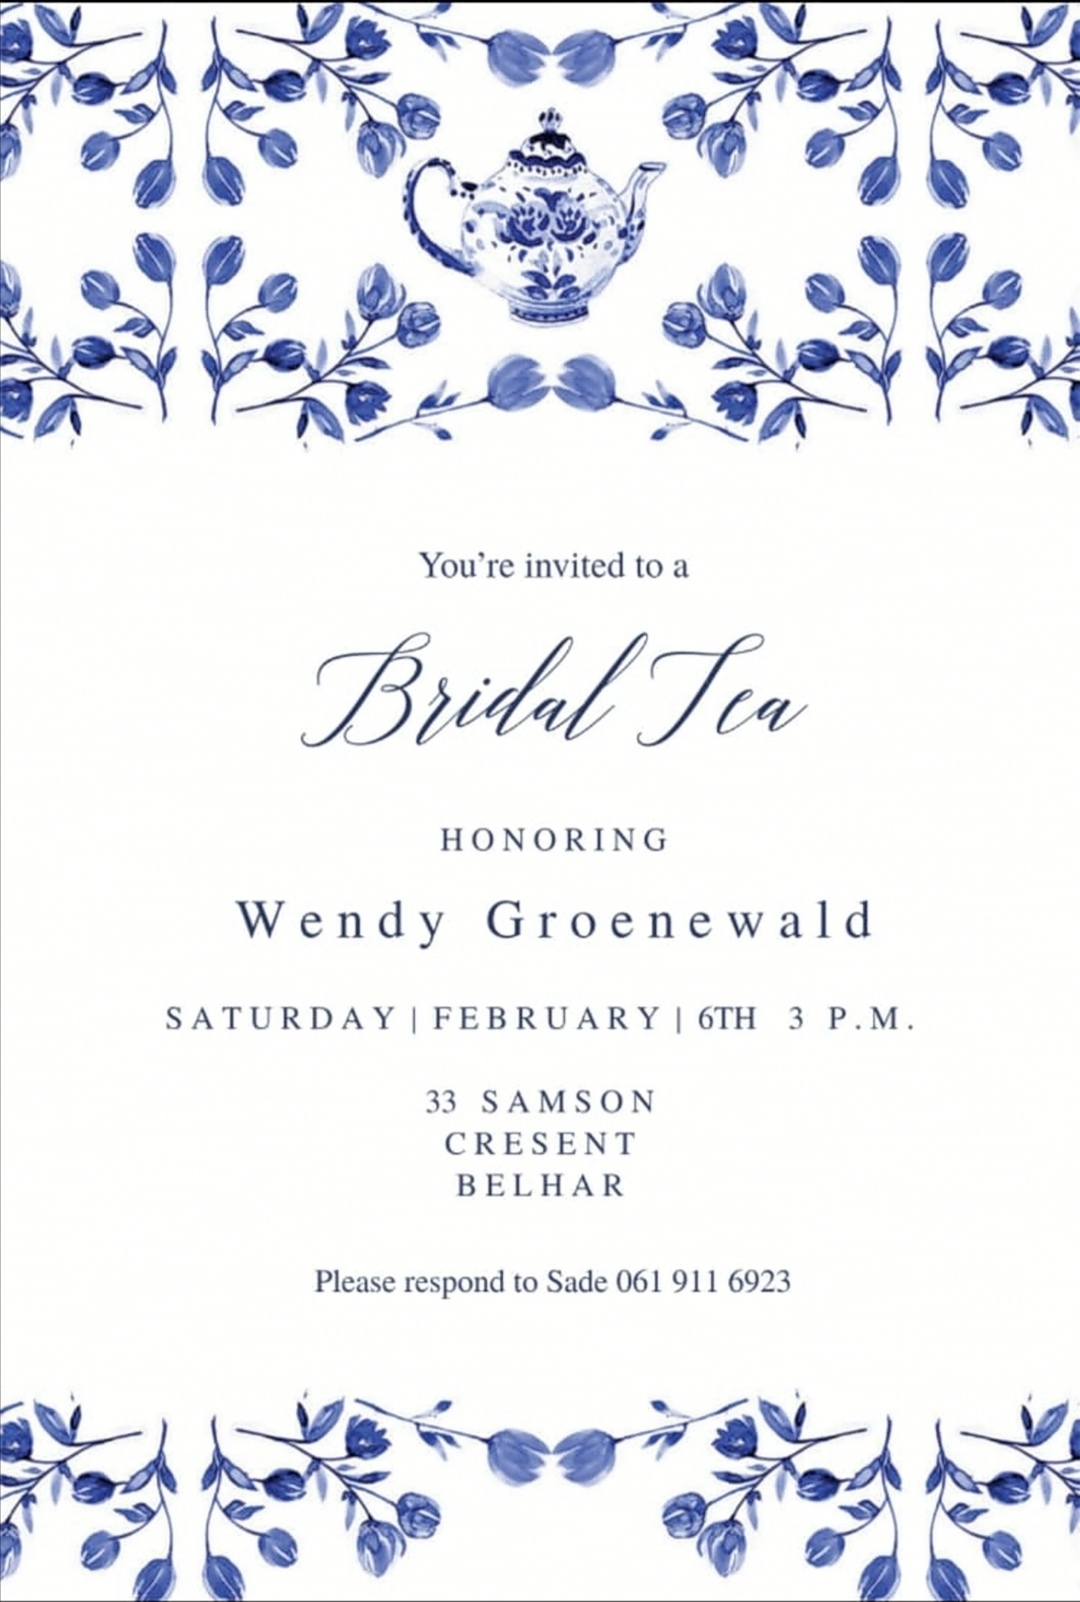 You're invited to a
Bridal Tea
HONORING
Wendy Groenewald
SATURDAY | FEBRUARY | 6TH 3 P.M.
33 SAMSON
CRESENT
BELHAR
Please respond to Sade 061 911 6923